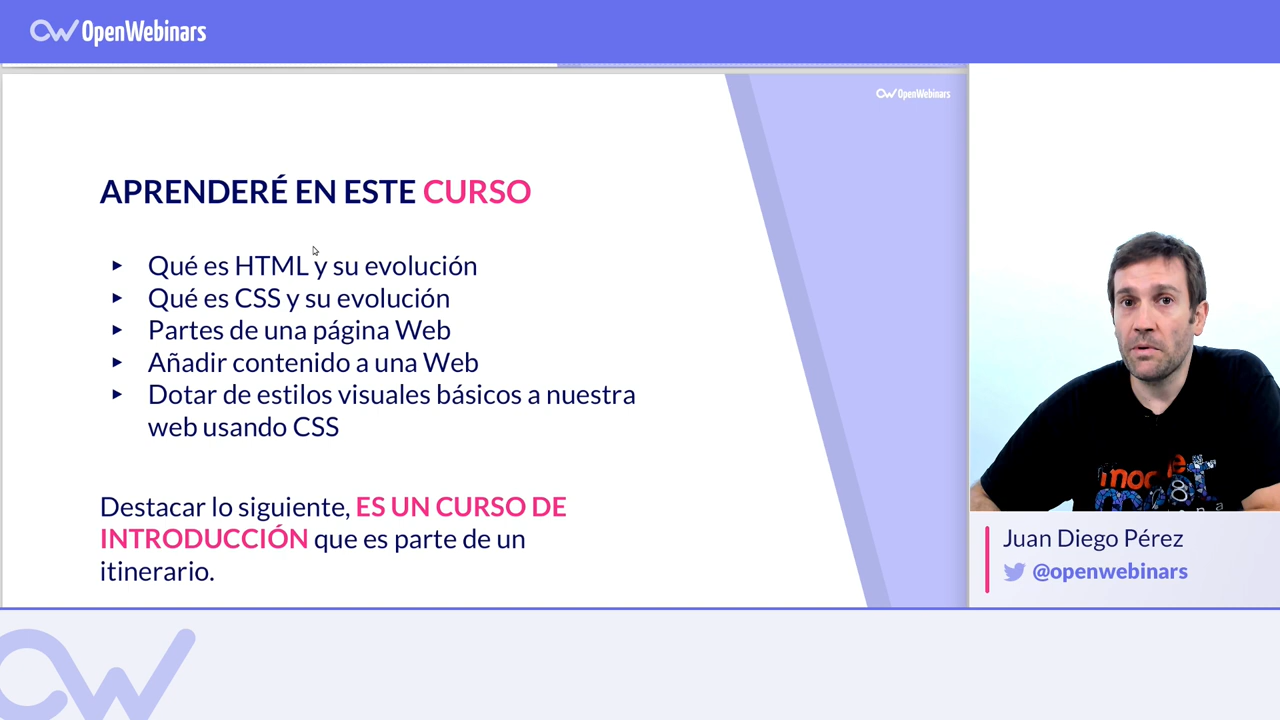 OpenWebinars
OpenWebinars
APRENDERÉ EN ESTE CURSO
▸ Qué es HTML y su evolución
▸ Qué es CSS y su evolución
▸ Partes de una página Web
▸ Añadir contenido a una Web
▸ Dotar de estilos visuales básicos a nuestra
web usando CSS
Destacar lo siguiente, ES UN CURSO DE
INTRODUCCIÓN que es parte de un
itinerario.
Juan Diego Pérez
@openwebinars